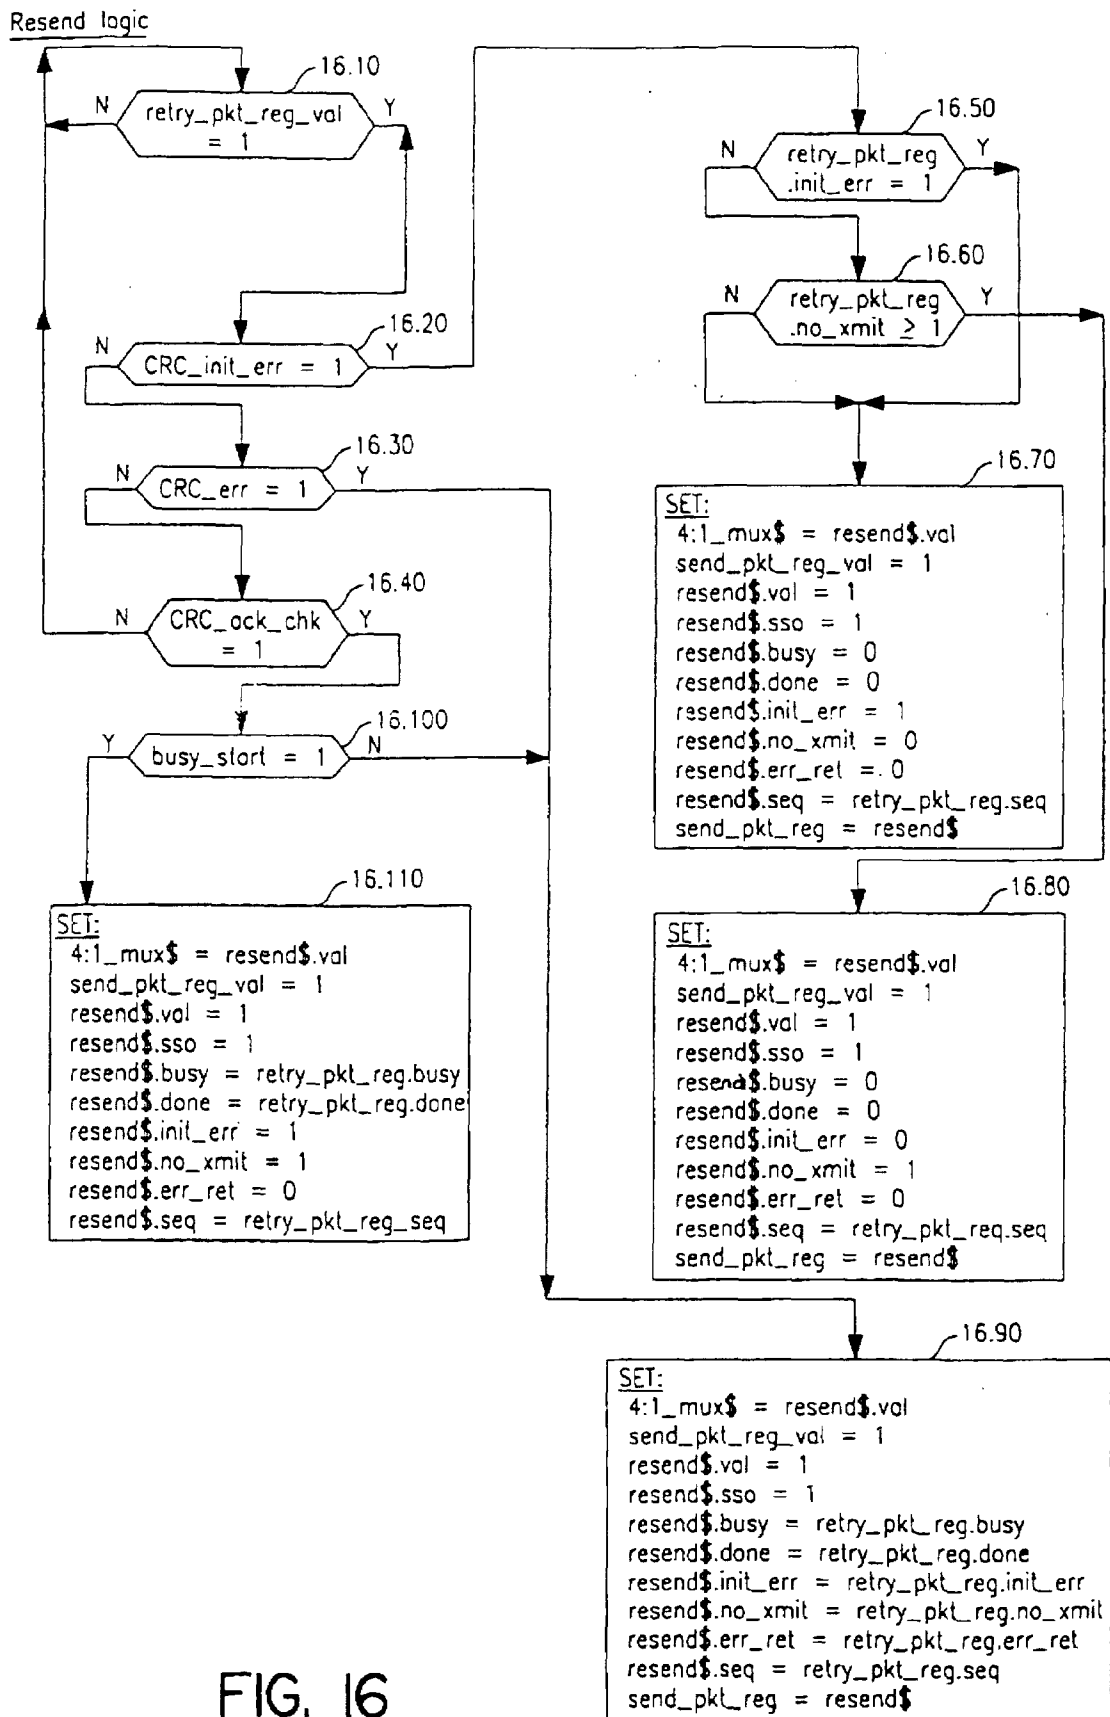 Resend logic
16.10
N
retry_pkt_reg_val
= 1
Y
16.20
N
CRC_init_err = 1
Y
16.30
N
CRC_err = 1
Y
16.40
N
CRC_ack_chk
= 1
Y
16.100
Y
busy_start = 1
N
16.110
SET:
4:1_mux$ = resend$.val
send_pkt_reg_val = 1
resend$.val = 1
resend$.sso = 1
resend$.busy = retry_pkt_reg.busy
resend$.done = retry_pkt_reg.done
resend$.init_err = 1
resend$.no_xmit = 1
resend$.err_ret = 0
resend$.seq = retry_pkt_reg_seq
16.50
N
retry_pkt_reg
.init_err = 1
Y
16.60
N
retry_pkt_reg
.no_xmit ≥ 1
Y
16.70
SET:
4:1_mux$ = resend$.val
send_pkt_reg_val = 1
resend$.val = 1
resend$.sso = 1
resend$.busy = 0
resend$.done = 0
resend$.init_err = 1
resend$.no_xmit = 0
resend$.err_ret = 0
resend$.seq = retry_pkt_reg.seq
send_pkt_reg = resend$
16.80
SET:
4:1_mux$ = resend$.val
send_pkt_reg_val = 1
resend$.val = 1
resend$.sso = 1
resend$.busy = 0
resend$.done = 0
resend$.init_err = 0
resend$.no_xmit = 1
resend$.err_ret = 0
resend$.seq = retry_pkt_reg.seq
send_pkt_reg = resend$
16.90
SET:
4:1_mux$ = resend$.val
send_pkt_reg_val = 1
resend$.val = 1
resend$.sso = 1
resend$.busy = retry_pkt_reg.busy
resend$.done = retry_pkt_reg.done
resend$.init_err = retry_pkt_reg.init_err
resend$.no_xmit = retry_pkt_reg.no_xmit
resend$.err_ret = retry_pkt_reg.err_ret
resend$.seq = retry_pkt_reg.seq
send_pkt_reg = resend$
FIG. 16